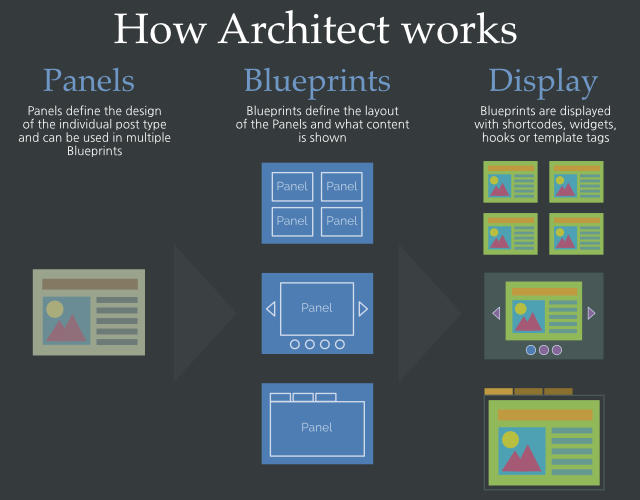 How Architect works
Panels
Panels define the design
of the individual post type
and can be used in multiple
Blueprints
Blueprints
Blueprints define the layout
of the Panels and what content
is shown
Panel Panel
Panel Panel
Panel
Panel
Display
Blueprints are displayed
with shortcodes, widgets,
hooks or template tags